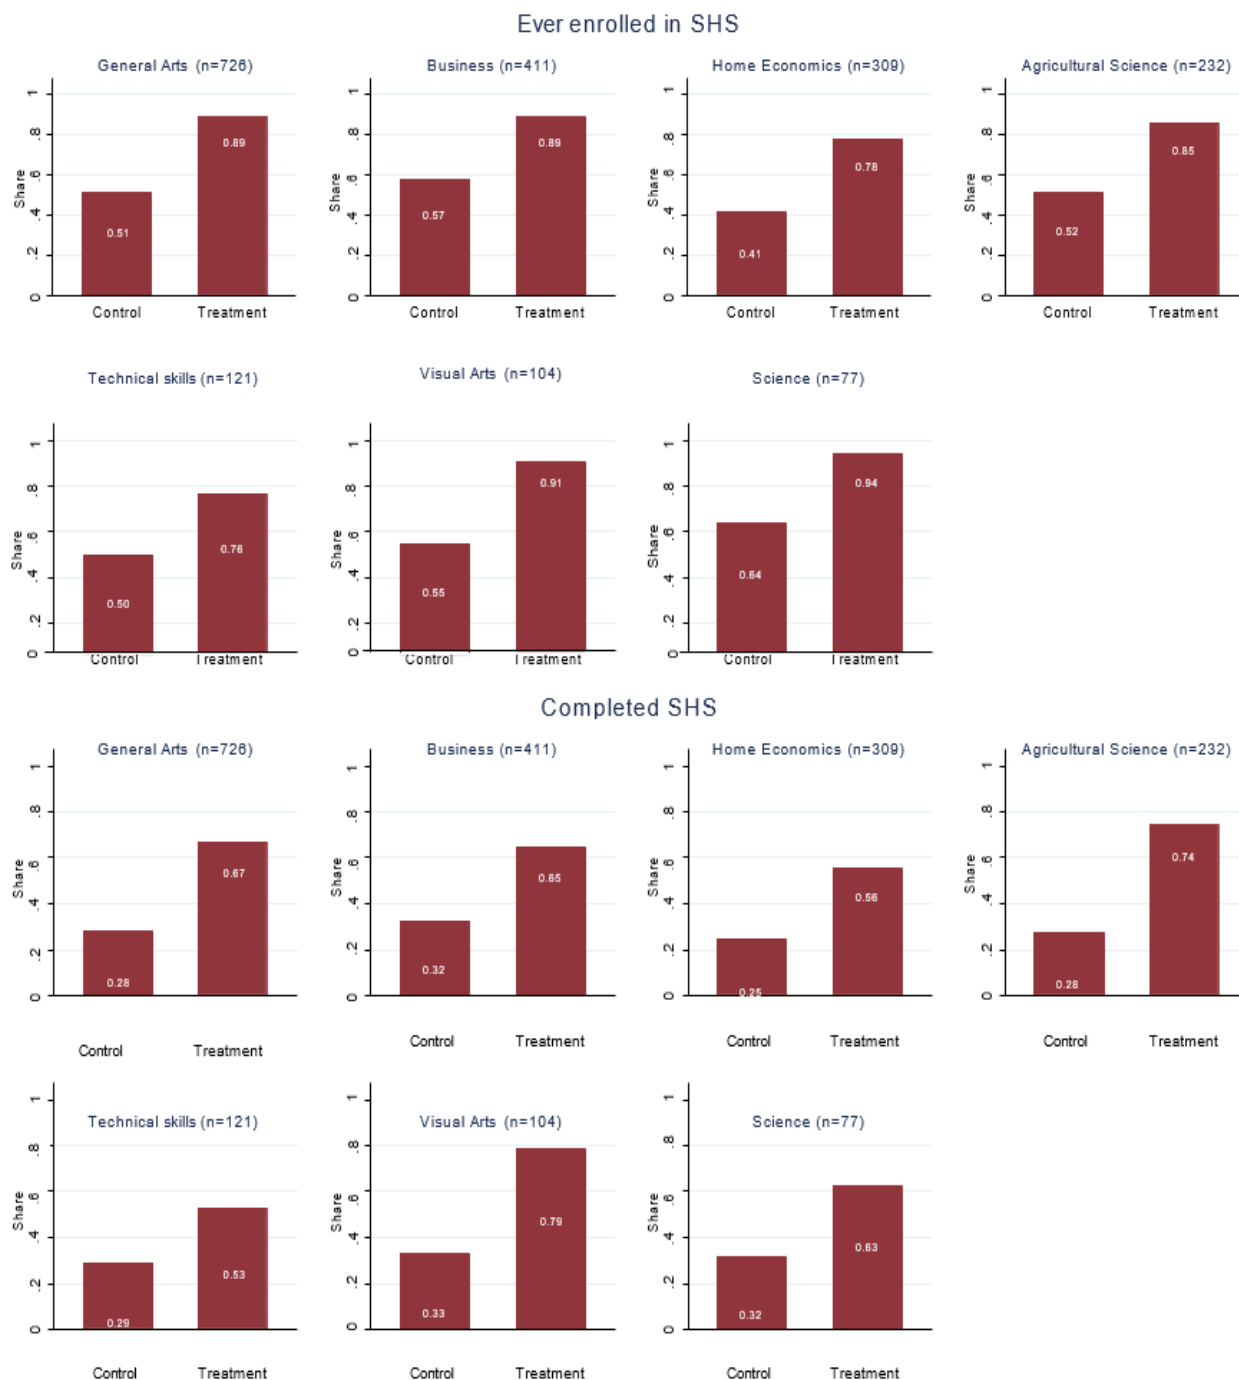 Ever enrolled in SHS
General Arts (n=726)
Share
0 .2 .4 .6 .8 1
0.51
0.89
Control Treatment
Business (n=411)
Share
0 .2 .4 .6 .8 1
0.57
0.89
Control Treatment
Home Economics (n=309)
Share
0 .2 .4 .6 .8 1
0.41
0.78
Control Treatment
Agricultural Science (n=232)
Share
0 .2 .4 .6 .8 1
0.52
0.85
Control Treatment
Technical skills (n=121)
Share
0 .2 .4 .6 .8 1
0.50
0.76
Control Treatment
Visual Arts (n=104)
Share
0 .2 .4 .6 .8 1
0.55
0.91
Control Treatment
Science (n=77)
Share
0 .2 .4 .6 .8 1
0.64
0.94
Control Treatment
Completed SHS
General Arts (n=726)
Share
0 .2 .4 .6 .8 1
0.28
0.67
Control Treatment
Business (n=411)
Share
0 .2 .4 .6 .8 1
0.32
0.65
Control Treatment
Home Economics (n=309)
Share
0 .2 .4 .6 .8 1
0.25
0.56
Control Treatment
Agricultural Science (n=232)
Share
0 .2 .4 .6 .8 1
0.28
0.74
Control Treatment
Technical skills (n=121)
Share
0 .2 .4 .6 .8 1
0.29
0.53
Control Treatment
Visual Arts (n=104)
Share
0 .2 .4 .6 .8 1
0.33
0.79
Control Treatment
Science (n=77)
Share
0 .2 .4 .6 .8 1
0.32
0.63
Control Treatment